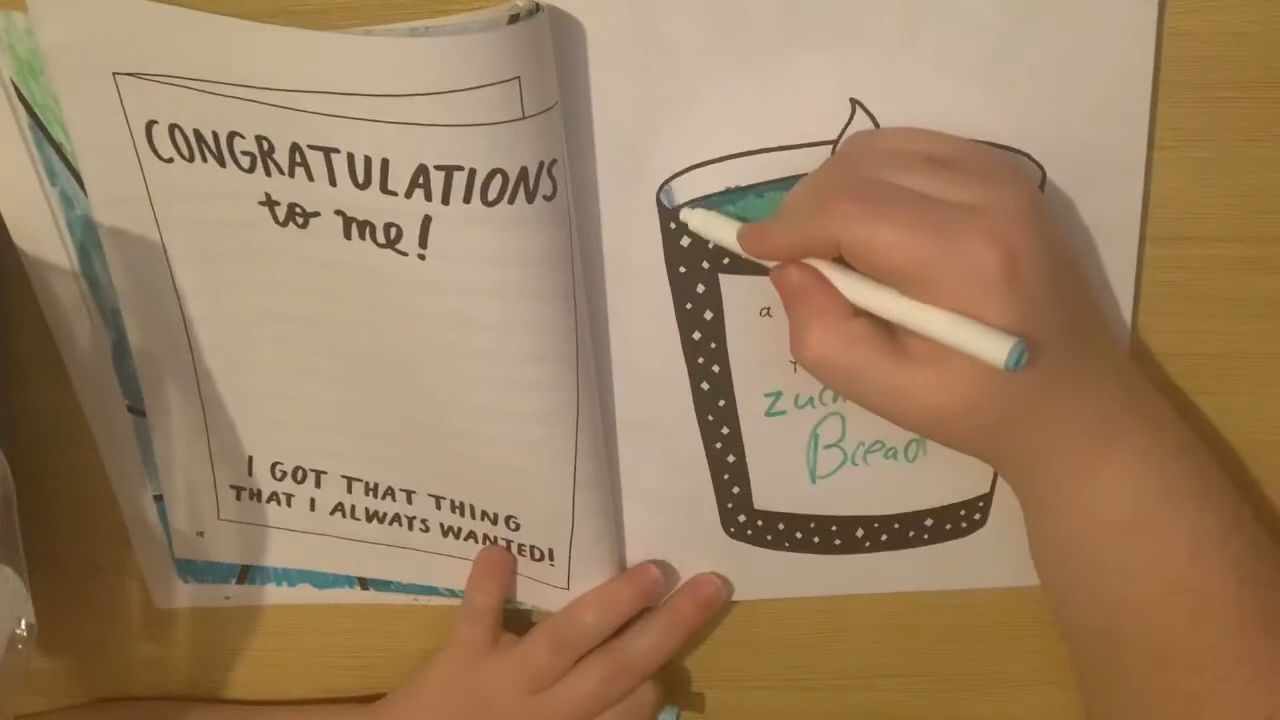 CONGRATULATIONS
to me!
I GOT THAT THING
THAT I ALWAYS WANTED!
a
Bread